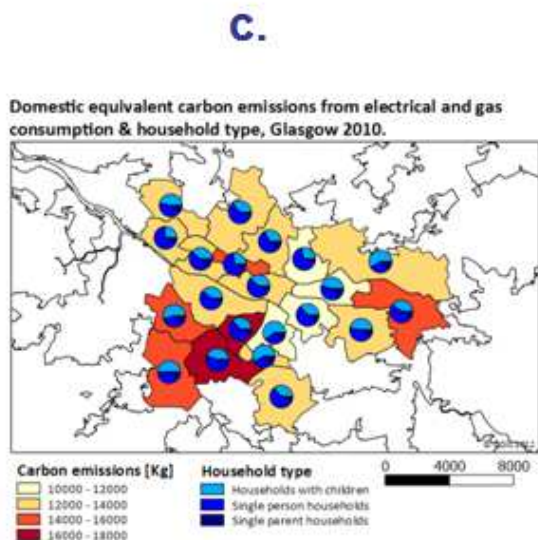 C.
Domestic equivalent carbon emissions from electrical and gas
consumption & household type, Glasgow 2010.
Carbon emissions [Kg]
10000 - 12000
12000 - 14000
14000 - 16000
16000 - 18000
Household type
Households with children
Single person households
Single parent households
0 4000 8000